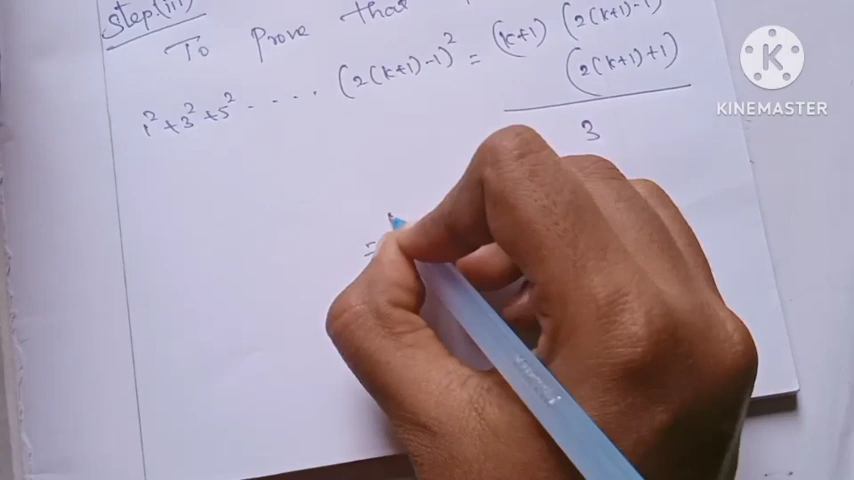 Step:(iii)
To Prove that
1² + 3² + 5² - - - - . (2(k+1)-1)² = (k+1) (2(k+1)-1)
(2(k+1)+1)
3
=
K
KINEMASTER